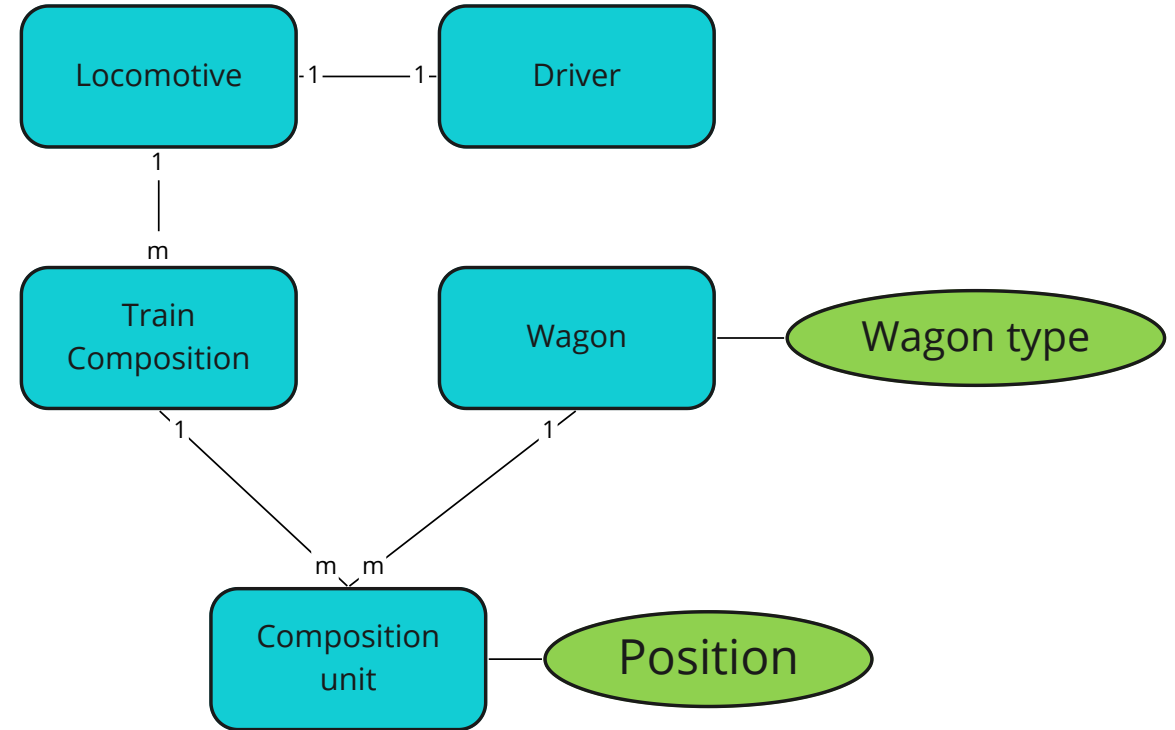 Locomotive
1
1
Driver
1
m
Train
Composition
Wagon
Wagon type
1
1
m
m
Composition
unit
Position